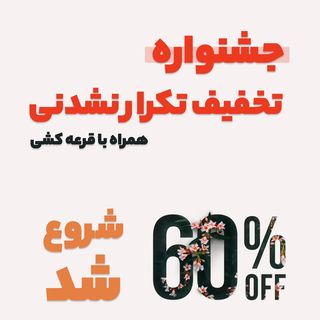 جشنواره
تخفیف تکرارنشدنی
همراه با قرعه کشی
شروع
شد
60%
OFF